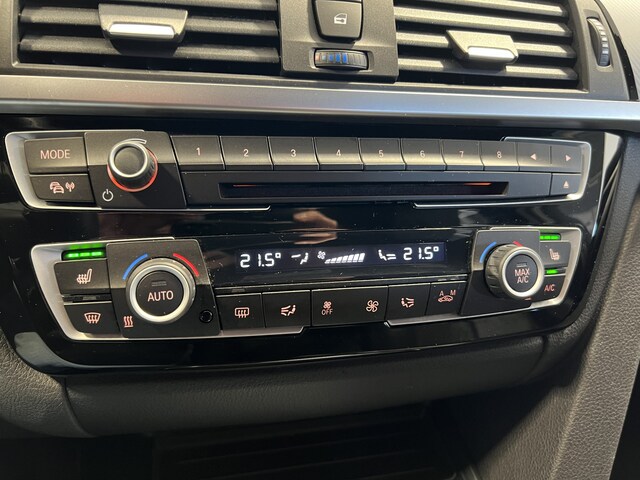 MODE 1 2 3 4 5 6 7 8
21.5° 21.5°
AUTO
MAX
A/C
A M
OFF
A/C